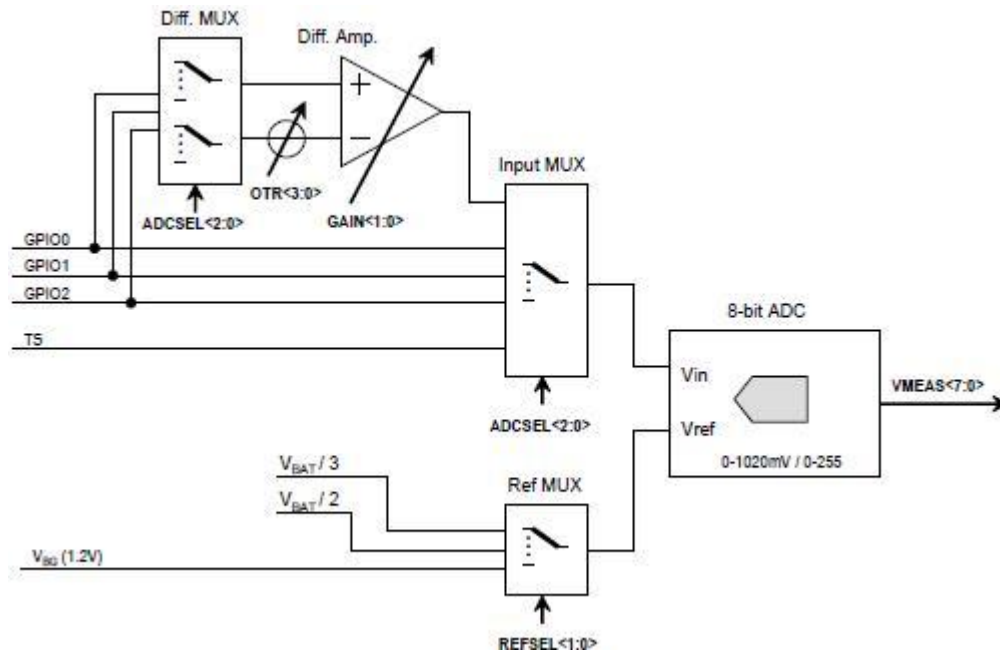 Diff. MUX
Diff. Amp.
+
−
OTR<3:0>
ADCSEL<2:0>
GAIN<1:0>
Input MUX
GPIO0
GPIO1
GPIO2
TS
ADCSEL<2:0>
8-bit ADC
Vin
Vref
0-1020mV / 0-255
VMEAS<7:0>
VBAT / 3
VBAT / 2
VBG (1.2V)
Ref MUX
REFSEL<1:0>